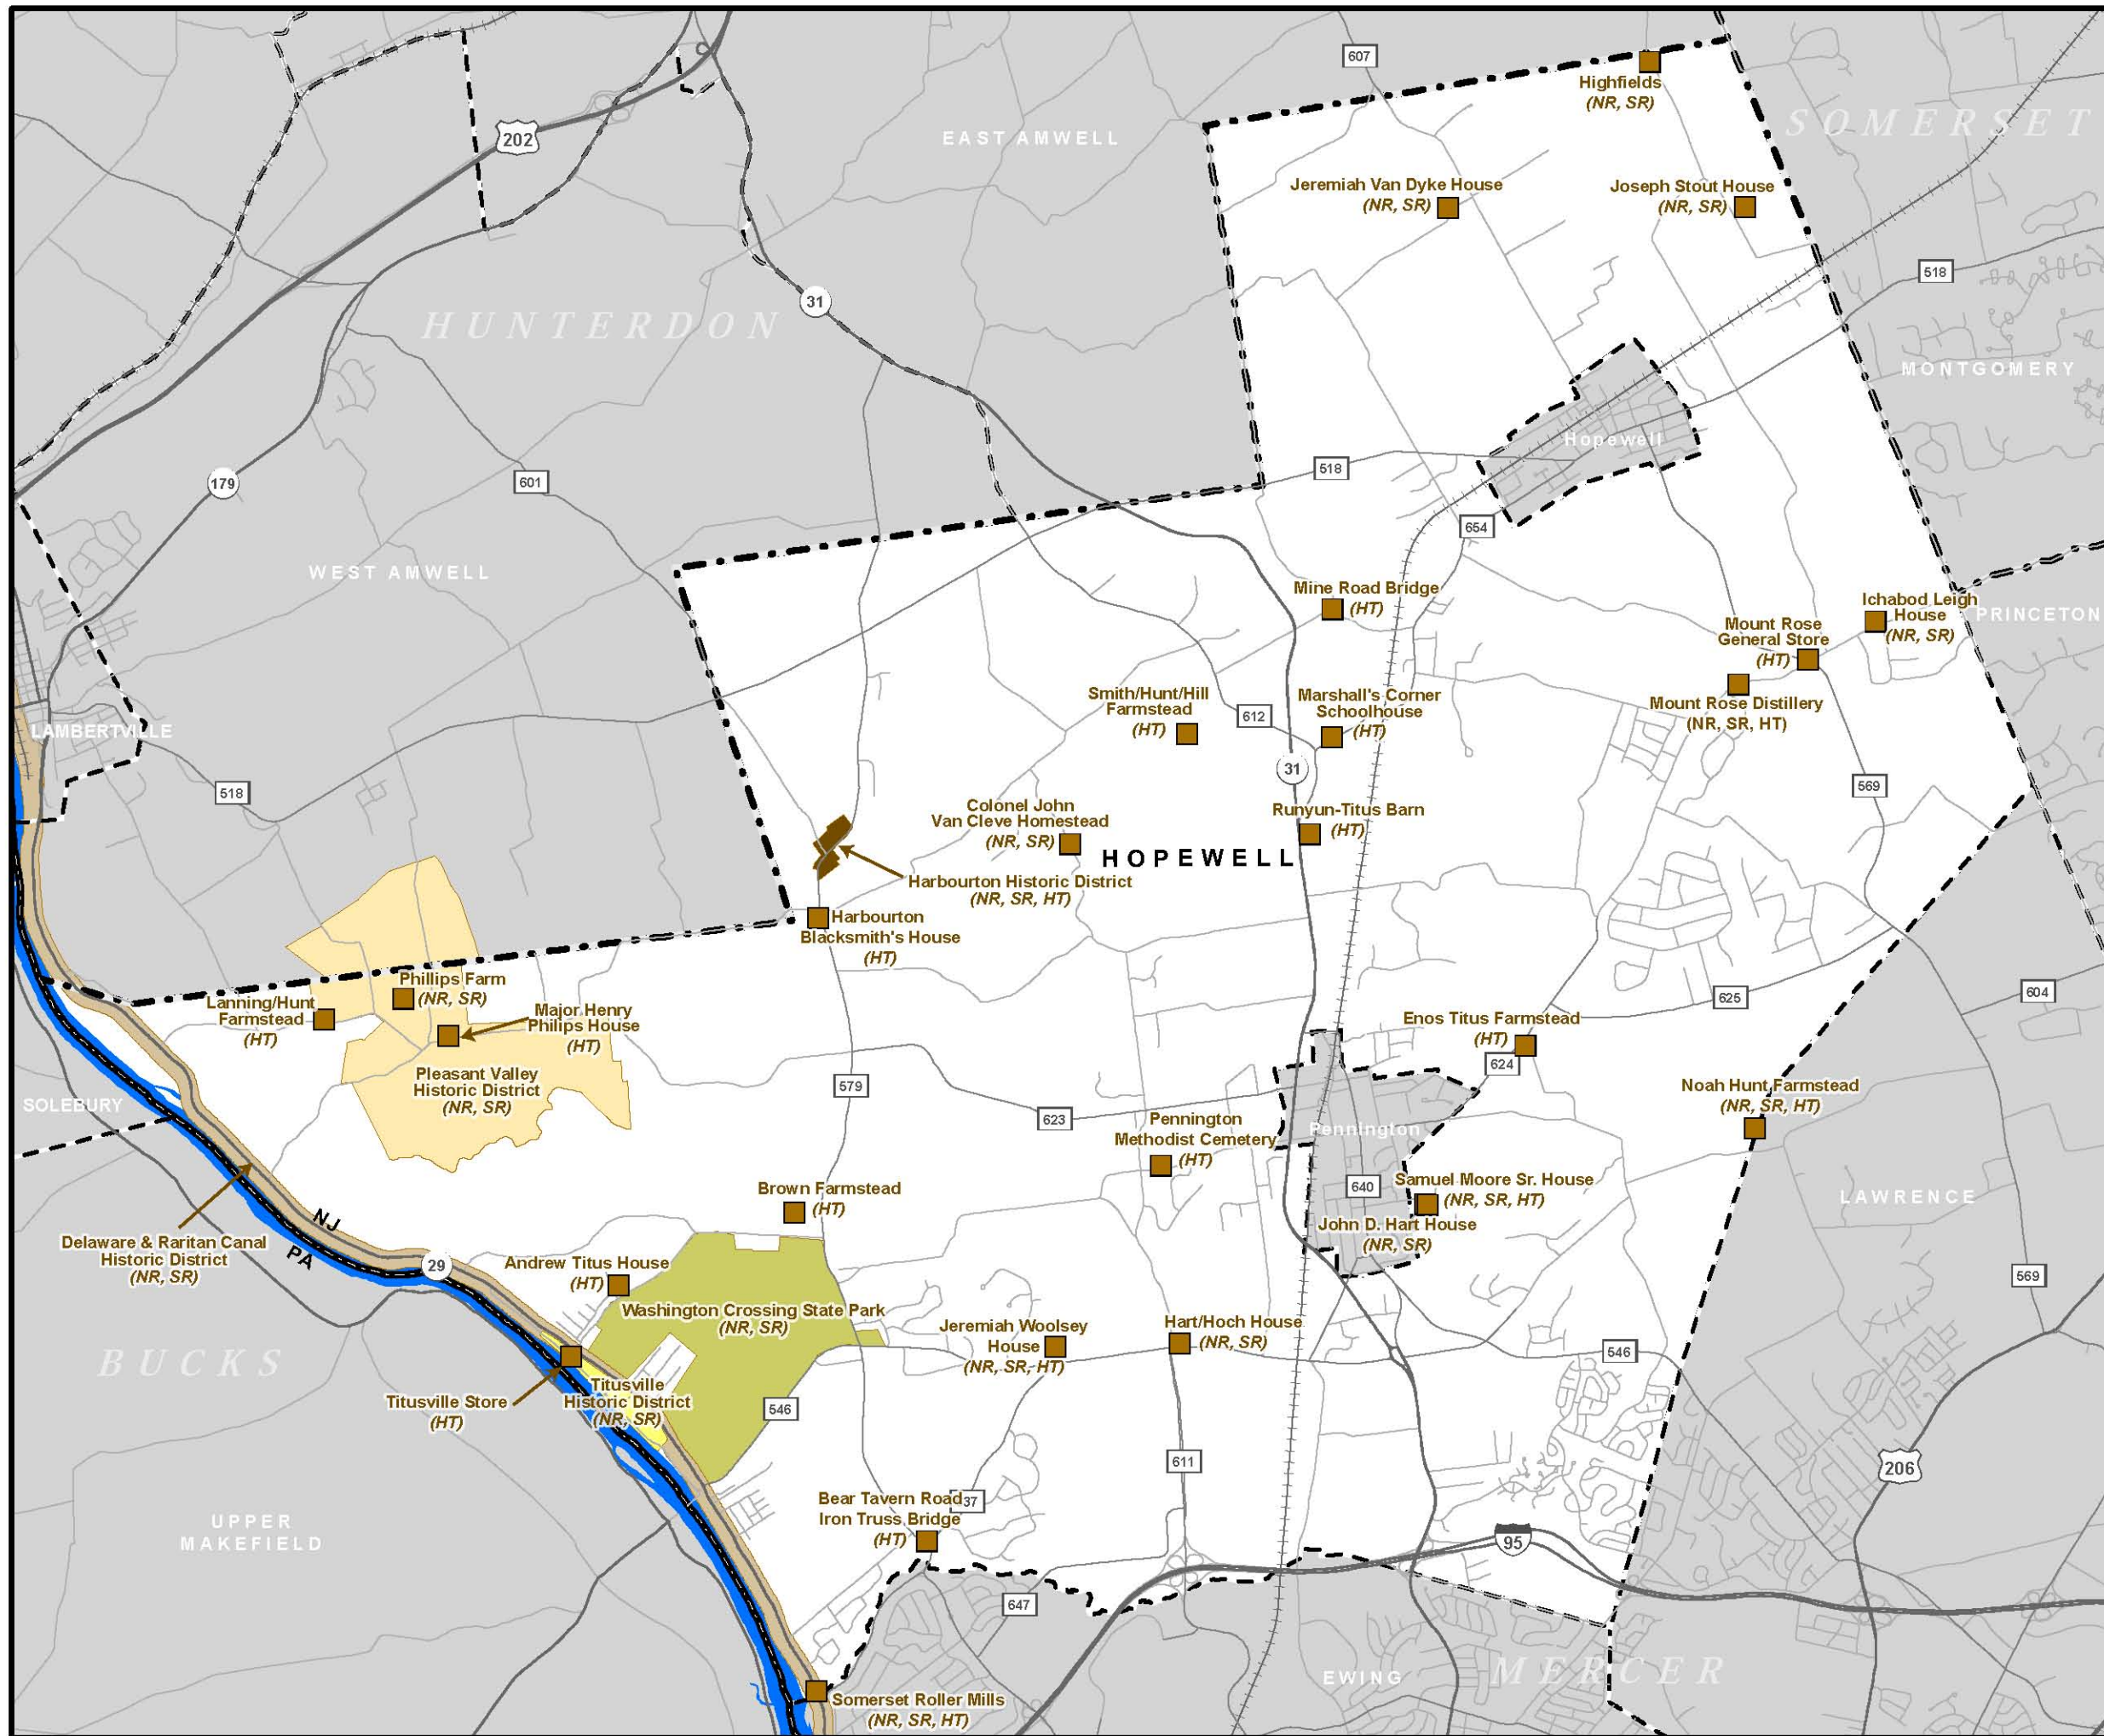 607
Highfields
(NR, SR)
SOMERSET
202
EAST AMWELL
Jeremiah Van Dyke House
(NR, SR)
Joseph Stout House
(NR, SR)
518
31
HUNTERDON
MONTGOMERY
Hopewell
518
179
601
654
WEST AMWELL
Mine Road Bridge
(HT)
Ichabod Leigh
House
(NR, SR)
PRINCETON
Mount Rose
General Store
(HT)
Smith/Hunt/Hill
Farmstead
(HT)
612
Marshall's Corner
Schoolhouse
(HT)
Mount Rose Distillery
(NR, SR, HT)
LAMBERTVILLE
31
518
569
Colonel John
Van Cleve Homestead
(NR, SR)
Runyun-Titus Barn
(HT)
HOPEWELL
Harbourton Historic District
(NR, SR, HT)
Harbourton
Blacksmith's House
(HT)
Phillips Farm
(NR, SR)
Lanning/Hunt
Farmstead
(HT)
Major Henry
Philips House
(HT)
625
604
Enos Titus Farmstead
(HT)
624
Pleasant Valley
Historic District
(NR, SR)
579
SOLEBURY
623
Noah Hunt Farmstead
(NR, SR, HT)
Pennington
Methodist Cemetery
(HT)
Pennington
640
Samuel Moore Sr. House
(NR, SR, HT)
LAWRENCE
Brown Farmstead
(HT)
NJ
PA
John D. Hart House
(NR, SR)
Delaware & Raritan Canal
Historic District
(NR, SR)
29
Andrew Titus House
(HT)
569
Washington Crossing State Park
(NR, SR)
Jeremiah Woolsey
House
(NR, SR, HT)
Hart/Hoch House
(NR, SR)
546
BUCKS
Titusville
Historic District
(NR, SR)
Titusville Store
(HT)
546
611
206
Bear Tavern Road
Iron Truss Bridge
(HT)
37
UPPER
MAKEFIELD
95
647
EWING
MERCER
Somerset Roller Mills
(NR, SR, HT)